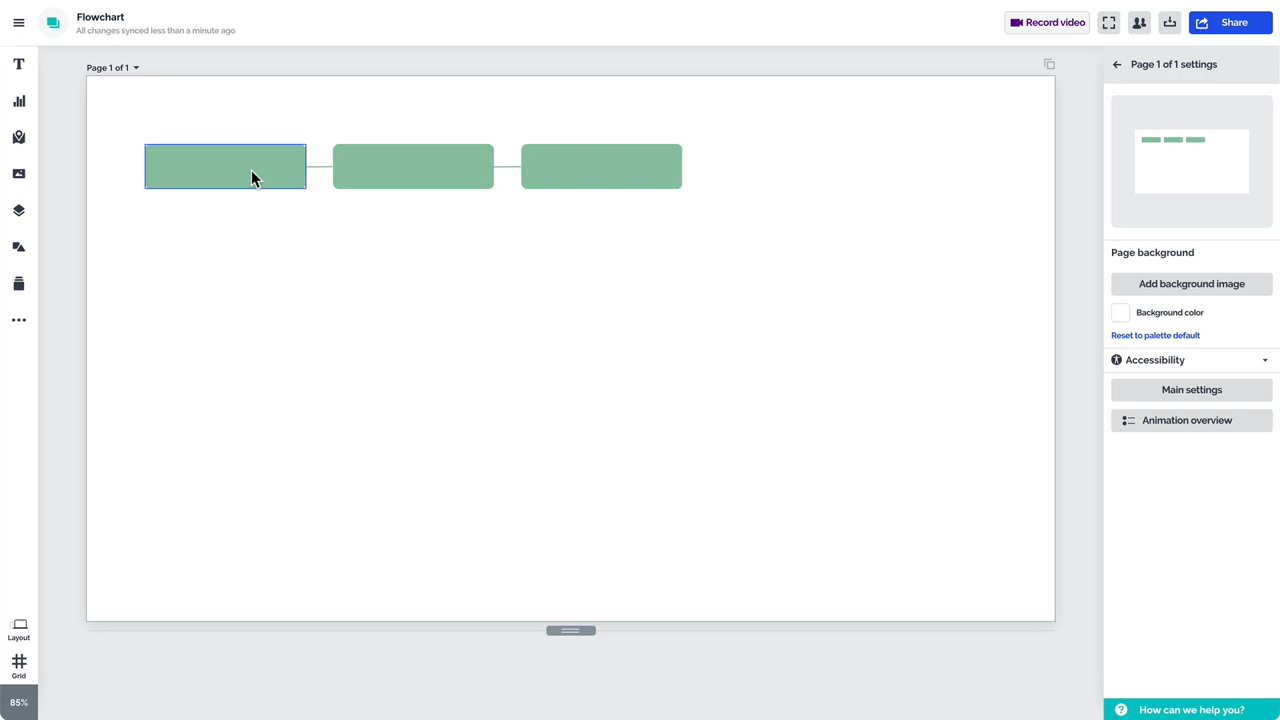 Flowchart
All changes synced less than a minute ago
Record video
Share
Page 1 of 1
Page 1 of 1 settings
Page background
Add background image
Background color
Reset to palette default
Accessibility
Main settings
Animation overview
Layout
Grid
85%
How can we help you?